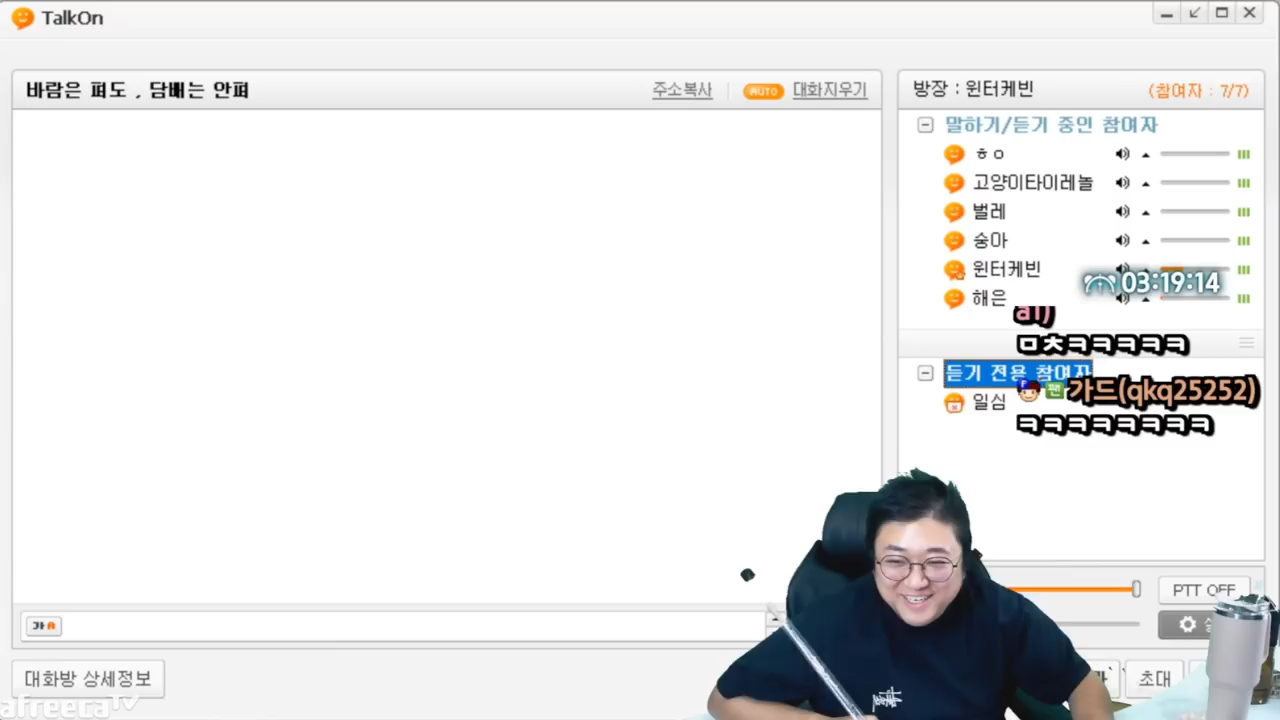 TalkOn
바람은 펴도 , 담배는 안펴
주소복사
AUTO
대화지우기
방장 : 윈터케빈
(참여자 : 7/7)
말하기/듣기 중인 참여자
ㅎㅇ
고양이타이레놀
벌레
숭아
윈터케빈
03:19:14
해은
ㅁㅊㅋㅋㅋㅋㅋ
듣기 전용 참여자
팬 가드(qkq25252)
일심
ㅋㅋㅋㅋㅋㅋㅋㅋ
PTT OFF
가
대화방 상세정보
초대
afreecaTV